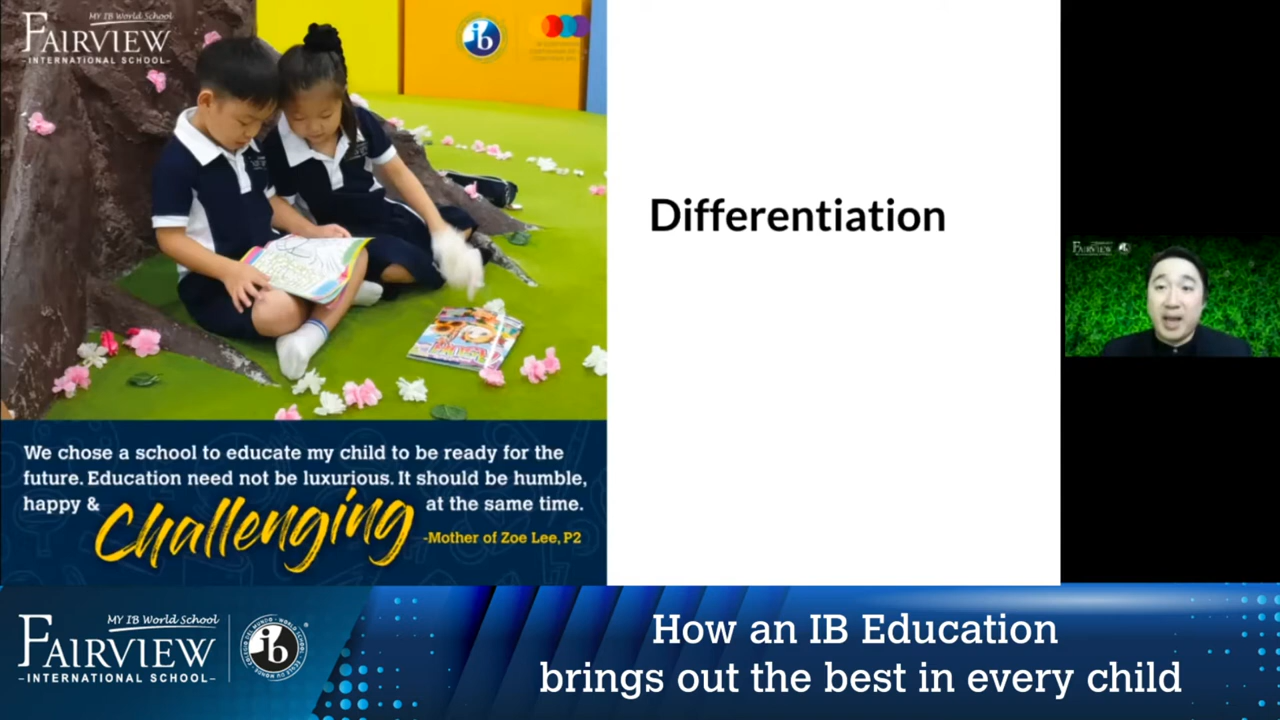 MY IB World School
FAIRVIEW
-INTERNATIONAL SCHOOL-
ib
Differentiation
FAIRVIEW
We chose a school to educate my child to be ready for the
future. Education need not be luxurious. It should be humble,
happy & Challenging at the same time.
-Mother of Zoe Lee, P2
MY IB World School
FAIRVIEW
-INTERNATIONAL SCHOOL-
ib
How an IB Education
brings out the best in every child